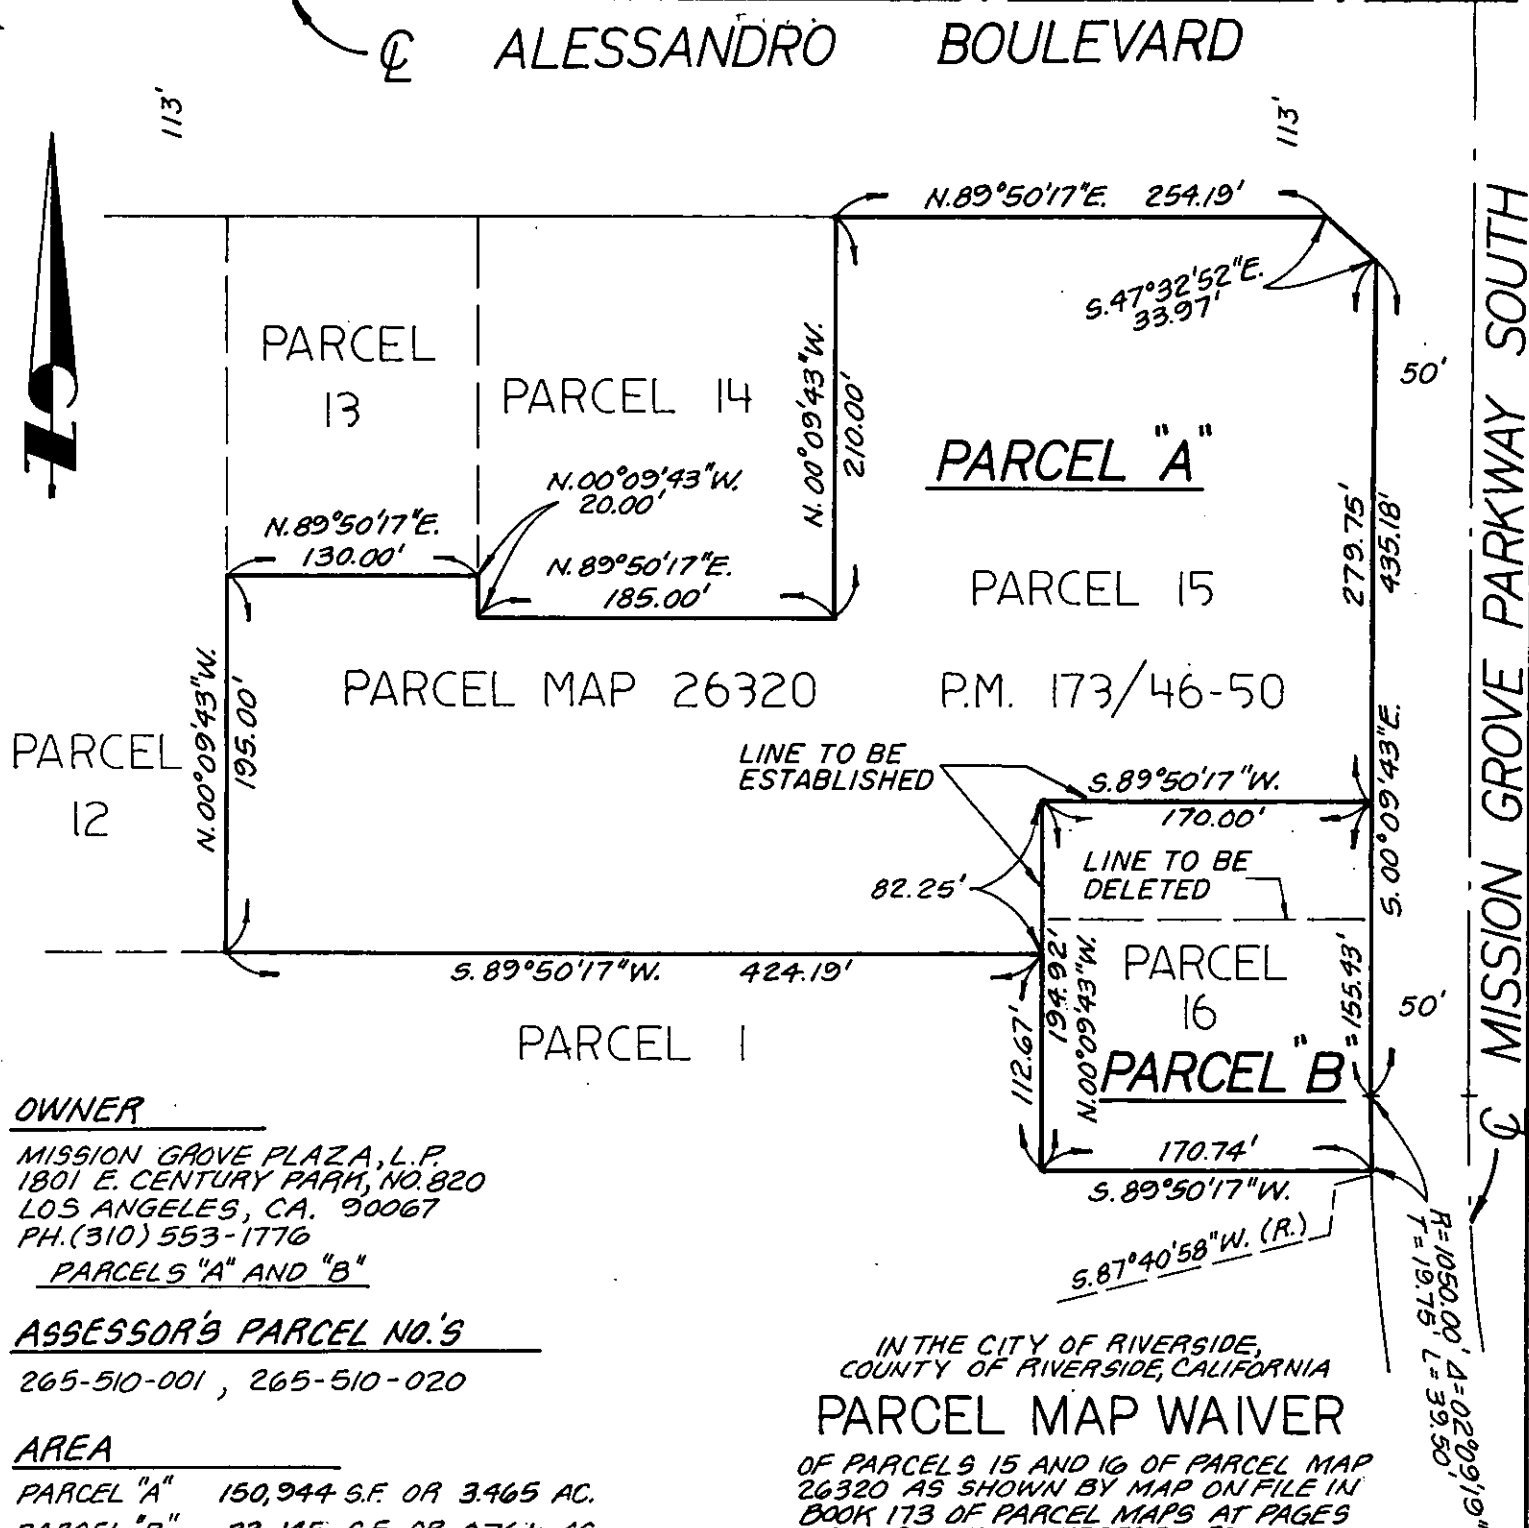 ℄ ALESSANDRO BOULEVARD
113'
113'
N.89°50'17"E. 254.19'
S.47°32'52"E.
33.97'
50'
PARCEL
13
PARCEL 14
N.00°09'43"W.
210.00'
PARCEL "A"
N.00°09'43"W.
20.00'
N.89°50'17"E.
130.00'
N.89°50'17"E.
185.00'
PARCEL 15
279.75'
435.18'
S.00°09'43"E.
℄ MISSION GROVE PARKWAY SOUTH
PARCEL MAP 26320 P.M. 173/46-50
N.00°09'43"W.
195.00'
PARCEL
12
LINE TO BE
ESTABLISHED
S.89°50'17"W.
170.00'
82.25'
LINE TO BE
DELETED
S.89°50'17"W. 424.19'
PARCEL 1
112.67'
194.92'
N.00°09'43"W.
PARCEL
16
155.43'
50'
PARCEL "B"
170.74'
S.89°50'17"W.
S.87°40'58"W. (R.)
R=1050.00', Δ=02°09'19"
T=19.75', L=39.50'
OWNER
MISSION GROVE PLAZA, L.P.
1801 E. CENTURY PARK, NO.820
LOS ANGELES, CA. 90067
PH.(310) 553-1776
PARCELS "A" AND "B"
ASSESSOR'S PARCEL NO.'S
265-510-001, 265-510-020
AREA
PARCEL "A" 150,944 S.F. OR 3.465 AC.
IN THE CITY OF RIVERSIDE,
COUNTY OF RIVERSIDE, CALIFORNIA
PARCEL MAP WAIVER
OF PARCELS 15 AND 16 OF PARCEL MAP
26320 AS SHOWN BY MAP ON FILE IN
BOOK 173 OF PARCEL MAPS AT PAGES